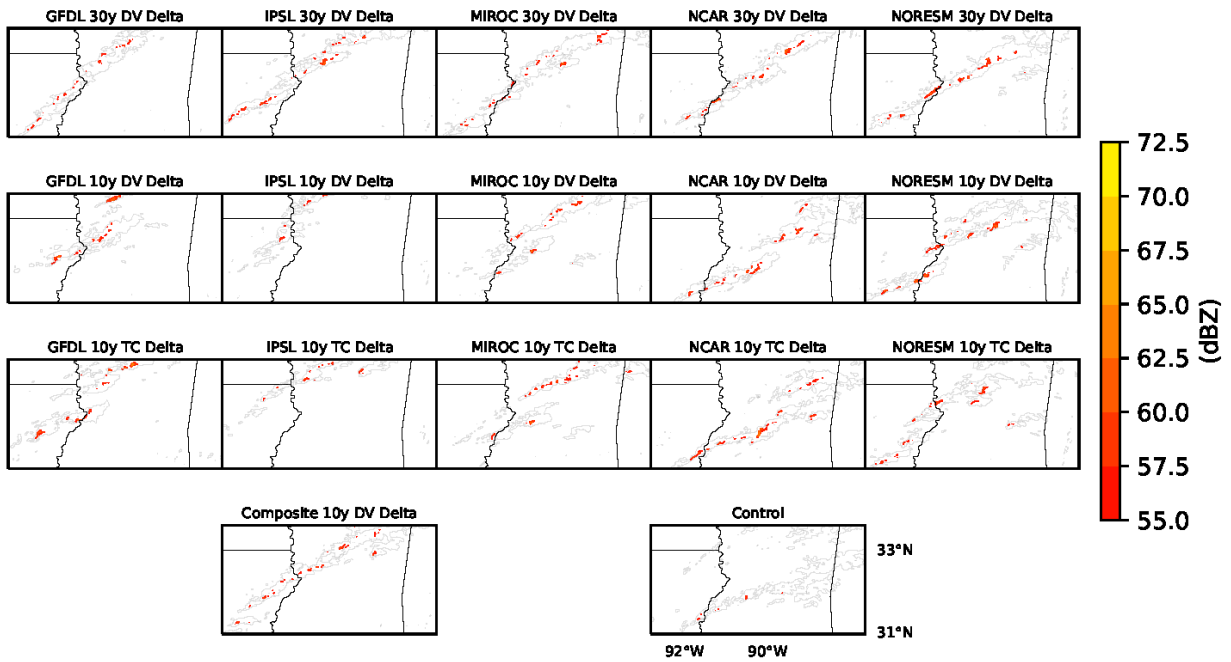 GFDL 30y DV Delta IPSL 30y DV Delta MIROC 30y DV Delta NCAR 30y DV Delta NORESM 30y DV Delta
GFDL 10y DV Delta IPSL 10y DV Delta MIROC 10y DV Delta NCAR 10y DV Delta NORESM 10y DV Delta
GFDL 10y TC Delta IPSL 10y TC Delta MIROC 10y TC Delta NCAR 10y TC Delta NORESM 10y TC Delta
Composite 10y DV Delta Control
33°N
31°N
92°W 90°W
72.5
70.0
67.5
65.0
62.5
60.0
57.5
55.0
(dBZ)